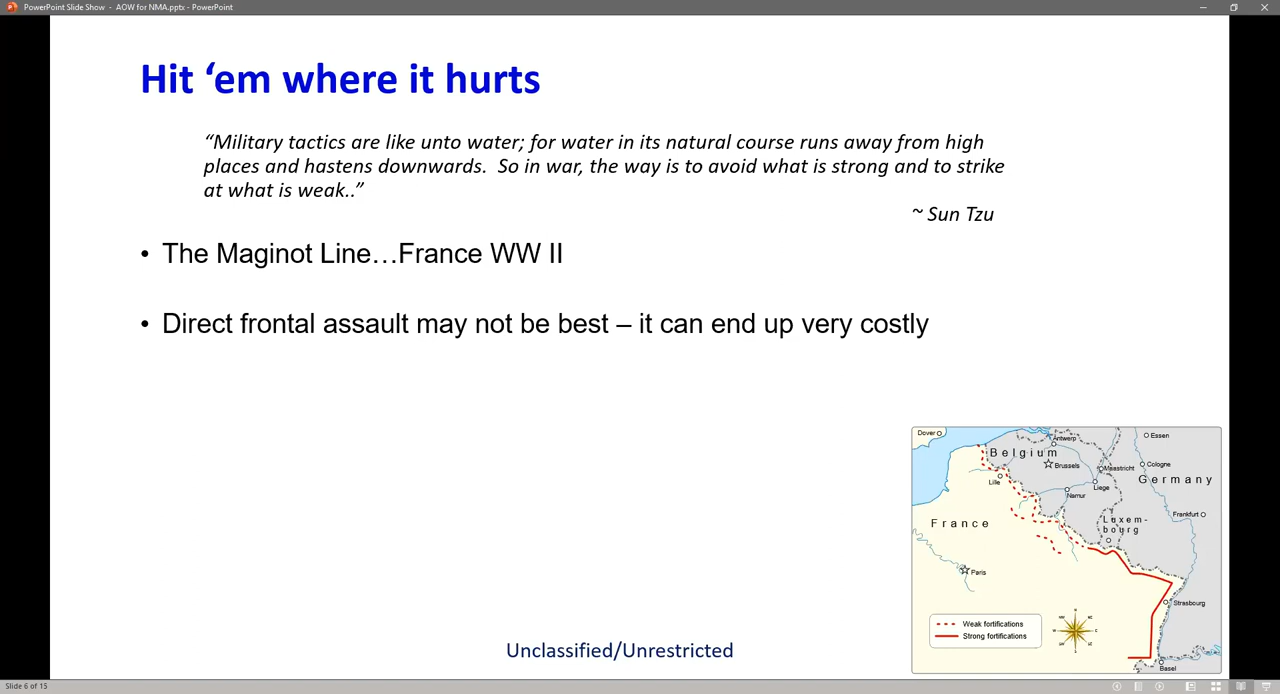 PowerPoint Slide Show - AOW for NMA.pptx - PowerPoint
Hit ‘em where it hurts
“Military tactics are like unto water; for water in its natural course runs away from high
places and hastens downwards.  So in war, the way is to avoid what is strong and to strike
at what is weak..”
~ Sun Tzu
• The Maginot Line…France WW II
• Direct frontal assault may not be best – it can end up very costly
Dover
Antwerp
Essen
Belgium
Brussels
Maastricht
Cologne
Germany
Lille
Liege
Namur
Frankfurt
France
Luxem-
bourg
Paris
Strasbourg
Weak fortifications
Strong fortifications
Basel
Unclassified/Unrestricted
Slide 6 of 15